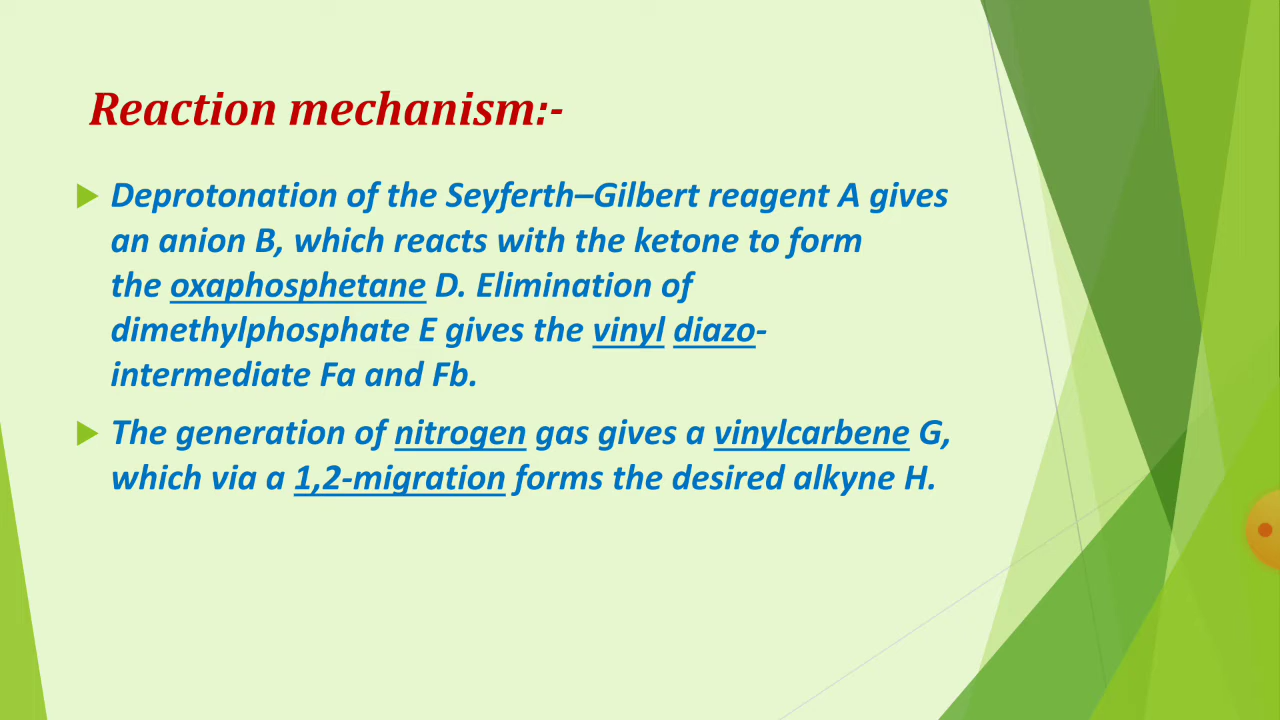 Reaction mechanism:-
Deprotonation of the Seyferth–Gilbert reagent A gives
an anion B, which reacts with the ketone to form
the oxaphosphetane D. Elimination of
dimethylphosphate E gives the vinyl diazo-
intermediate Fa and Fb.
The generation of nitrogen gas gives a vinylcarbene G,
which via a 1,2-migration forms the desired alkyne H.